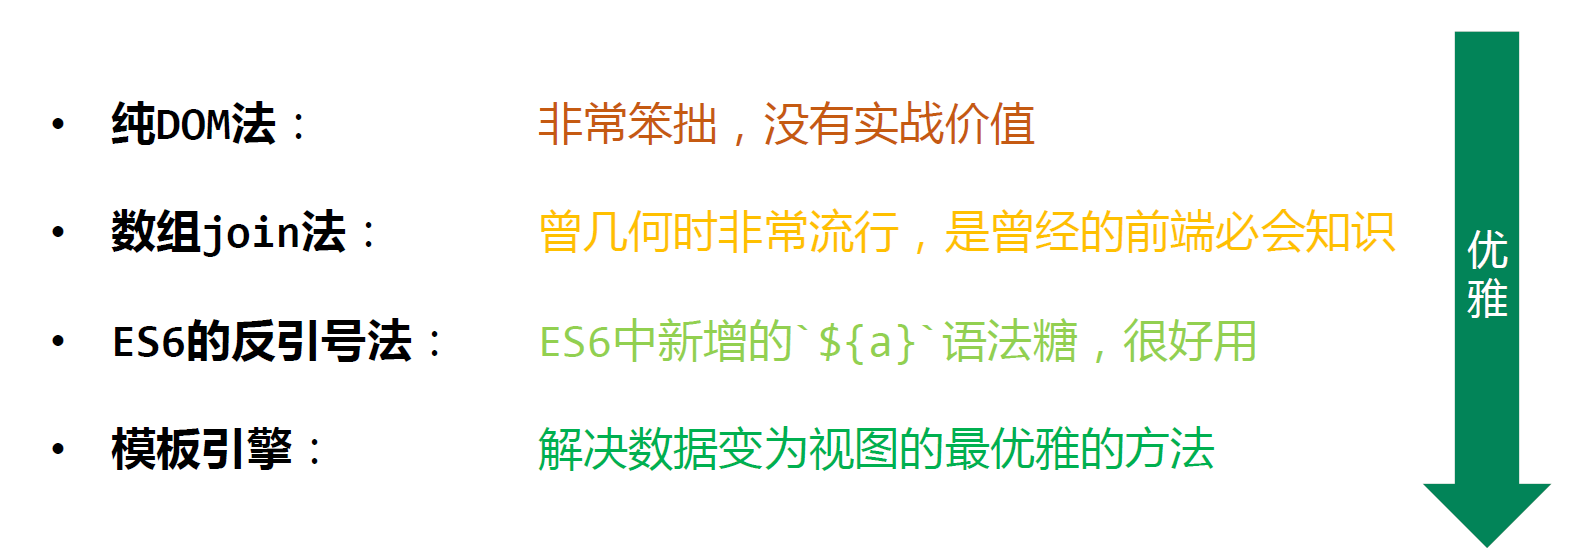 • 纯DOM法： 非常笨拙，没有实战价值
• 数组join法： 曾几何时非常流行，是曾经的前端必会知识
• ES6的反引号法： ES6中新增的`${a}`语法糖，很好用
• 模板引擎： 解决数据变为视图的最优雅的方法
优雅